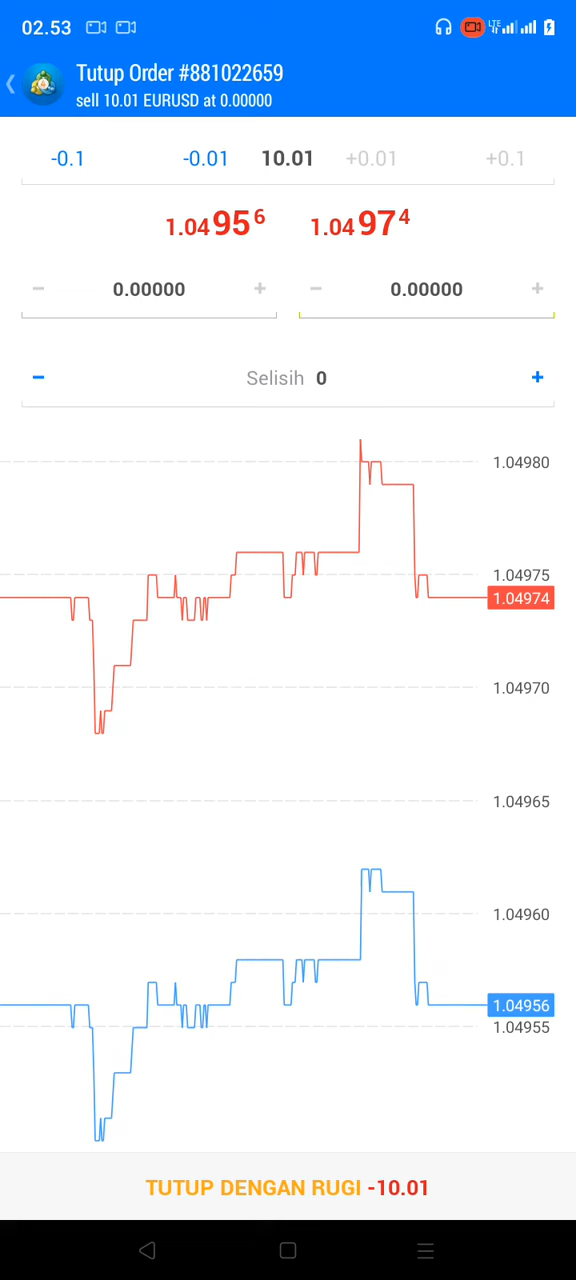 02.53
LTE
Tutup Order #881022659
sell 10.01 EURUSD at 0.00000
-0.1 -0.01 10.01 +0.01 +0.1
1.04956 1.04974
− 0.00000 + − 0.00000 +
− Selisih 0 +
1.04980
1.04975
1.04974
1.04970
1.04965
1.04960
1.04956
1.04955
TUTUP DENGAN RUGI -10.01